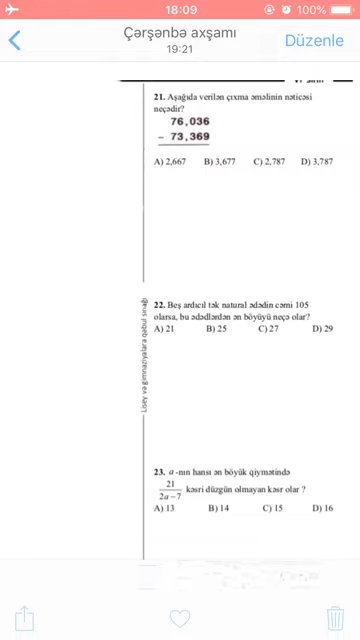 18:09
100%
Çərşənbə axşamı
19:21
Düzenle
21. Aşağıda verilən çıxma əməlinin nəticəsi
neçədir?
76,036
− 73,369
A) 2,667 B) 3,677 C) 2,787 D) 3,787
Lisey və gimnaziyalara qəbul sınağı
22. Beş ardıcıl tək natural ədədin cəmi 105
olarsa, bu ədədlərdən ən böyüyü neçə olar?
A) 21 B) 25 C) 27 D) 29
23. a -nın hansı ən böyük qiymətində
21
2a − 7
kəsri düzgün olmayan kəsr olar ?
A) 13 B) 14 C) 15 D) 16